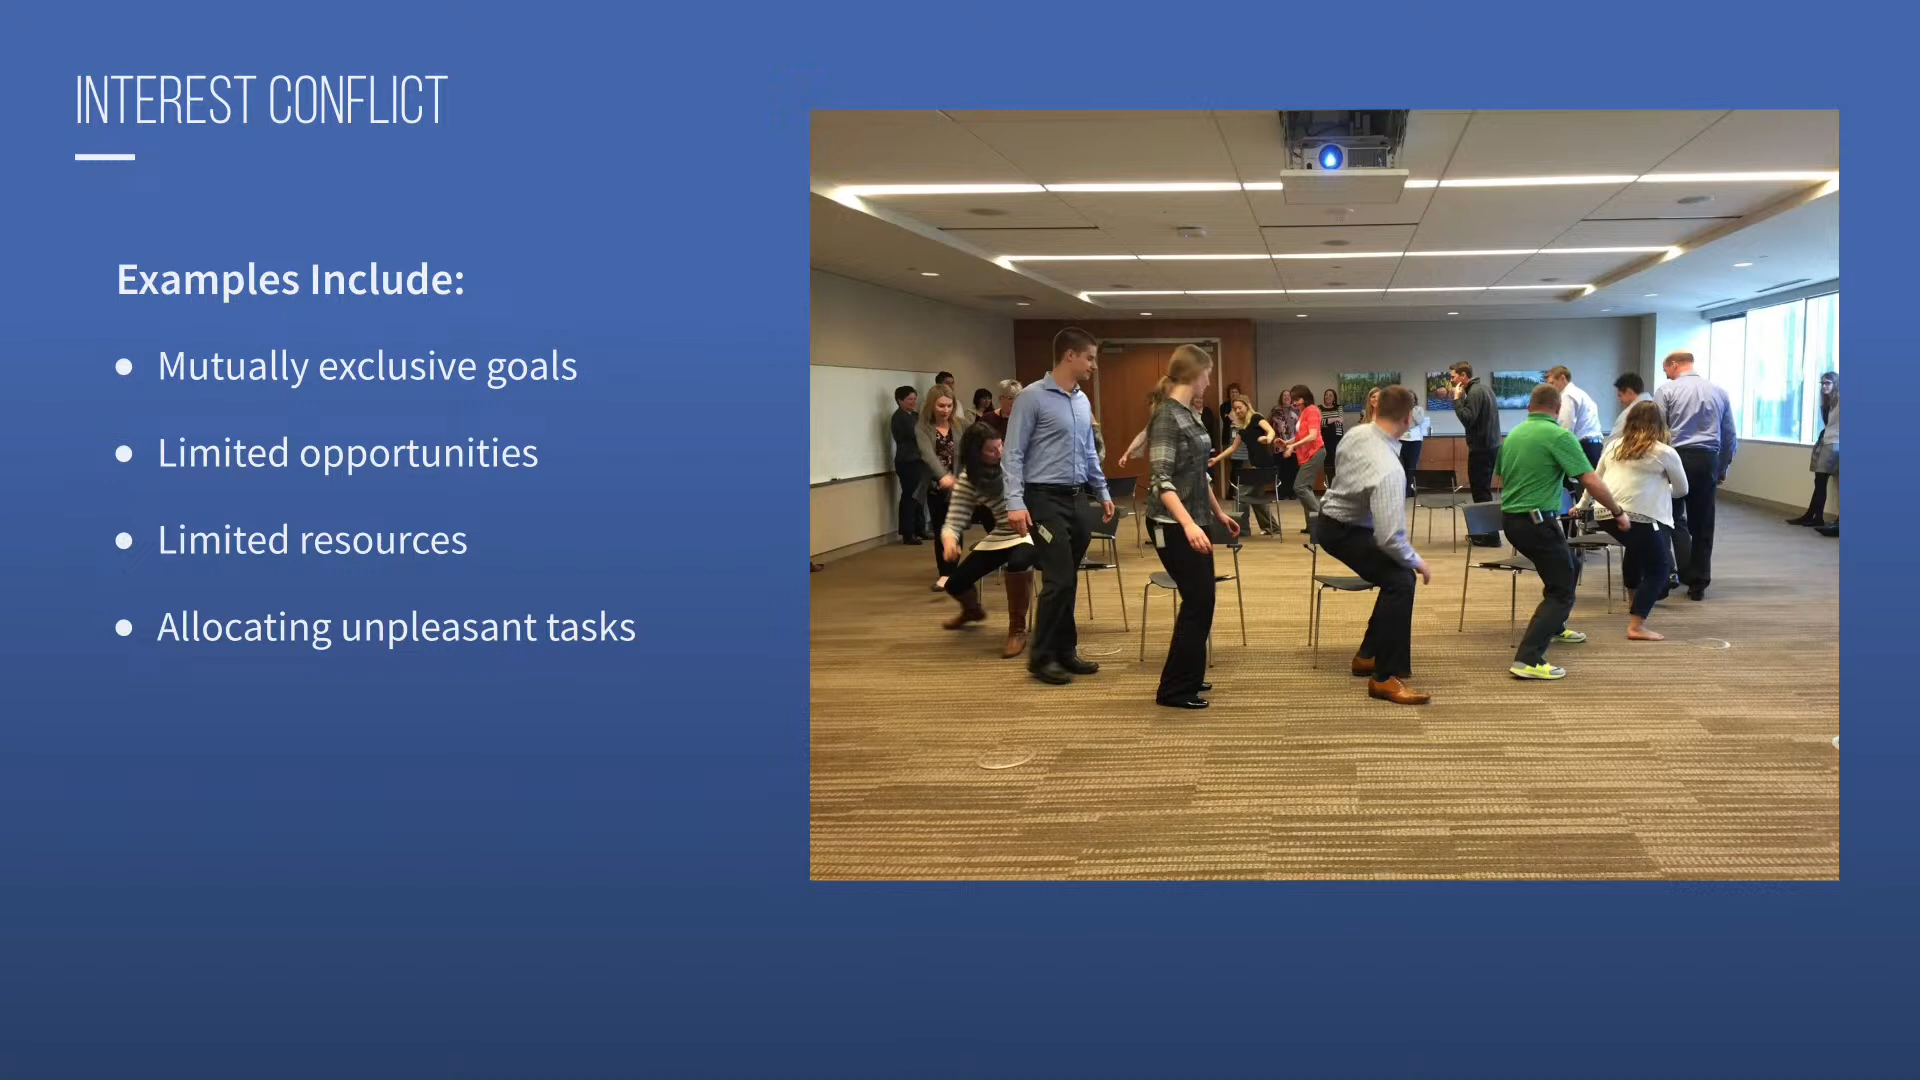 INTEREST CONFLICT
Examples Include:
Mutually exclusive goals
Limited opportunities
Limited resources
Allocating unpleasant tasks